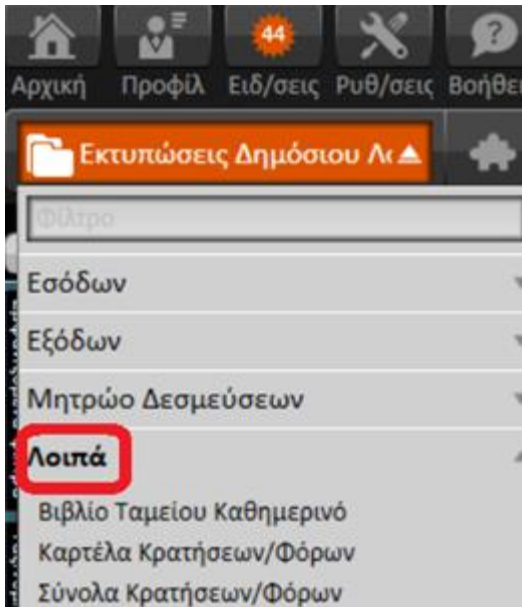 44
Αρχική Προφίλ Ειδ/σεις Ρυθ/σεις Βοήθει
Εκτυπώσεις Δημόσιου Λο
Φίλτρο
Εσόδων
Εξόδων
Μητρώο Δεσμεύσεων
Λοιπά
Βιβλίο Ταμείου Καθημερινό
Καρτέλα Κρατήσεων/Φόρων
Σύνολα Κρατήσεων/Φόρων